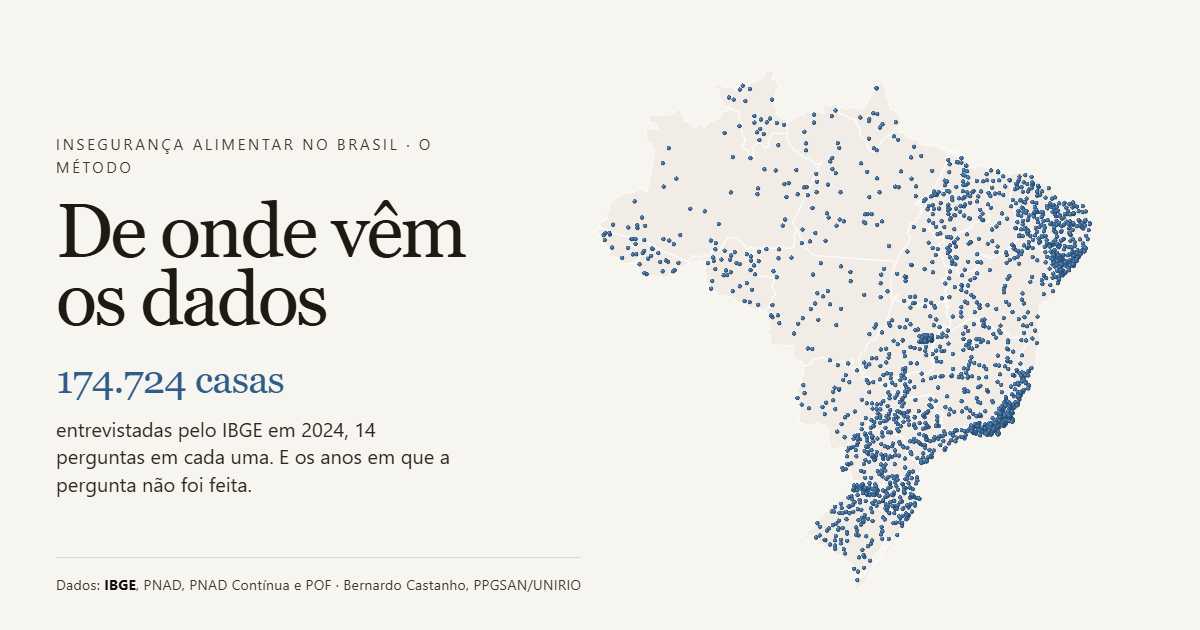 INSEGURANÇA ALIMENTAR NO BRASIL · O
MÉTODO
De onde vêm
os dados
174.724 casas
entrevistadas pelo IBGE em 2024, 14
perguntas em cada uma. E os anos em que a
pergunta não foi feita.
Dados: IBGE, PNAD, PNAD Contínua e POF · Bernardo Castanho, PPGSAN/UNIRIO